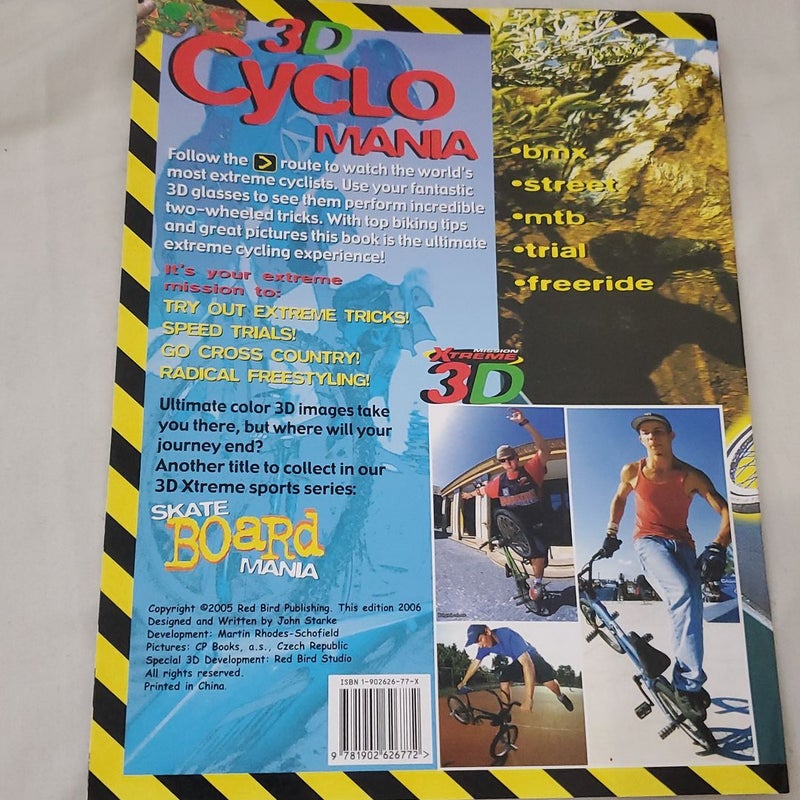 3D
CYCLO
MANIA
Follow the > route to watch the world's
most extreme cyclists. Use your fantastic
3D glasses to see them perform incredible
two-wheeled tricks. With top biking tips
and great pictures this book is the ultimate
extreme cycling experience!
It's your extreme
mission to:
TRY OUT EXTREME TRICKS!
SPEED TRIALS!
GO CROSS COUNTRY!
RADICAL FREESTYLING!
•bmx
•street
•mtb
•trial
•freeride
MISSION
XTREME
3D
Ultimate color 3D images take
you there, but where will your
journey end?
Another title to collect in our
3D Xtreme sports series:
SKATE
BOARD
MANIA
Copyright ©2005 Red Bird Publishing. This edition 2006
Designed and Written by John Starke
Development: Martin Rhodes-Schofield
Pictures: CP Books, a.s., Czech Republic
Special 3D Development: Red Bird Studio
All rights reserved.
Printed in China.
ISBN 1-902626-77-X
9 781902 626772 >